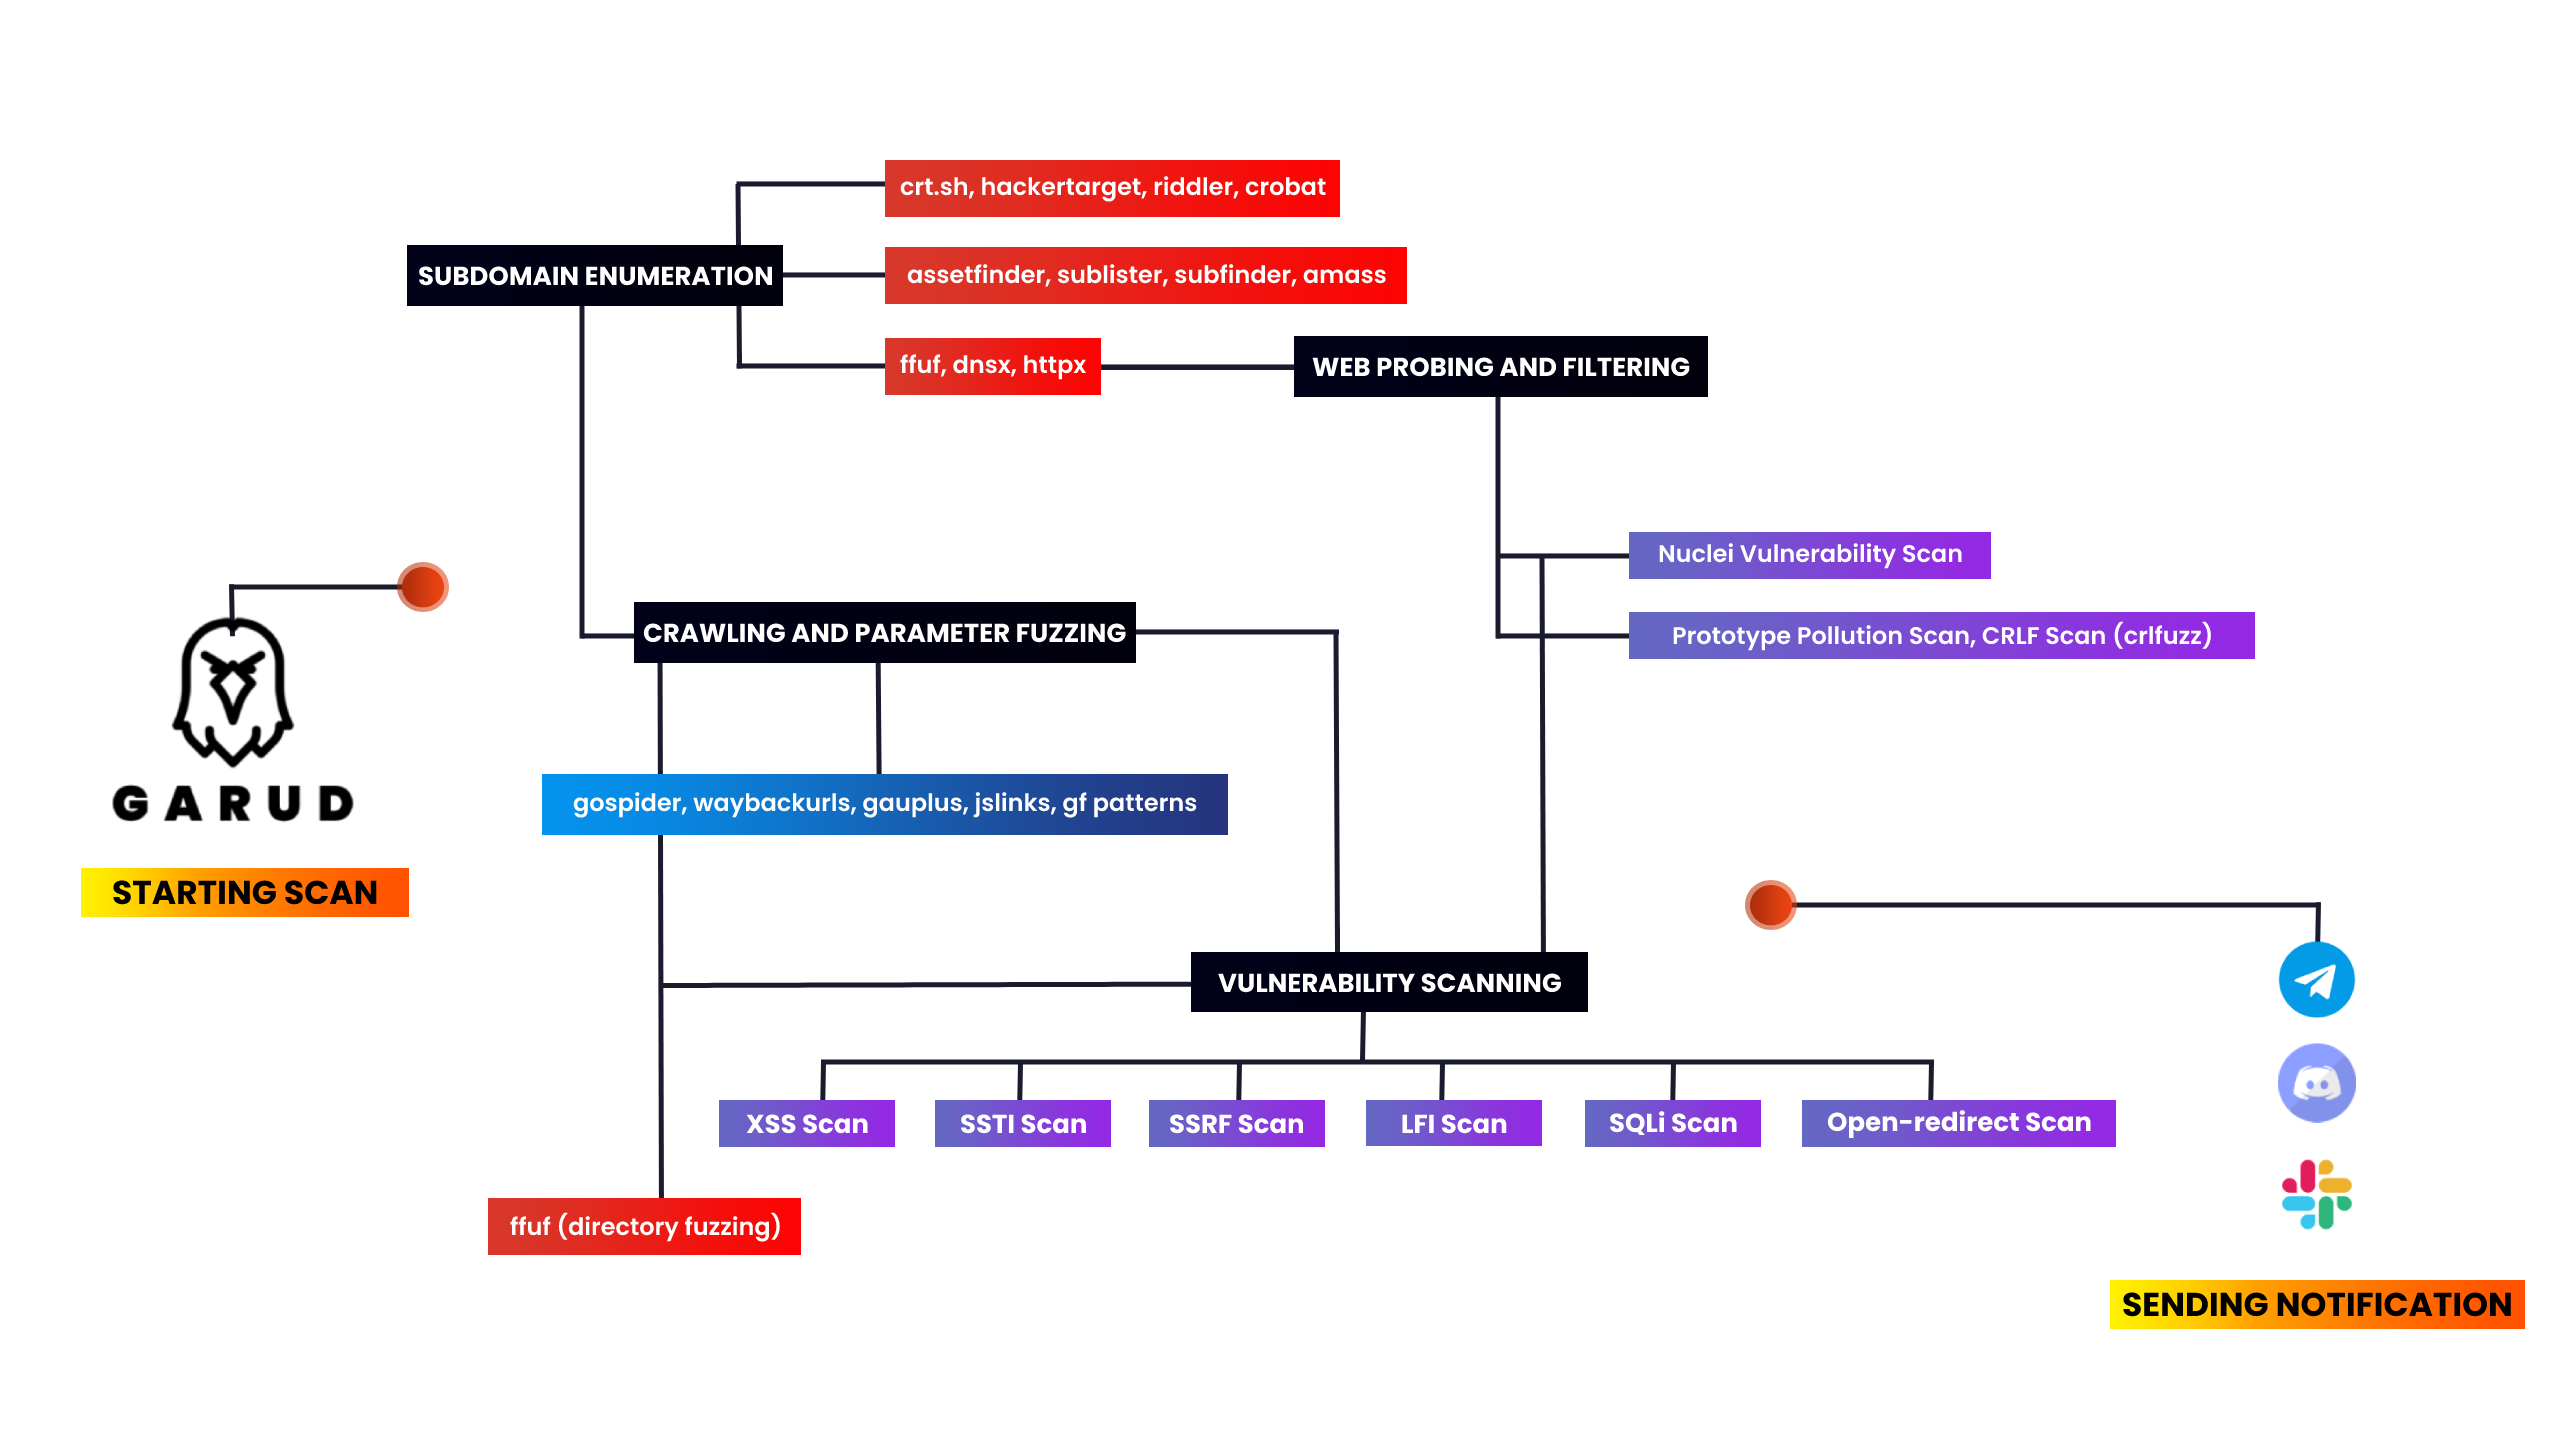 crt.sh, hackertarget, riddler, crobat
SUBDOMAIN ENUMERATION
assetfinder, sublister, subfinder, amass
ffuf, dnsx, httpx
WEB PROBING AND FILTERING
Nuclei Vulnerability Scan
CRAWLING AND PARAMETER FUZZING
Prototype Pollution Scan, CRLF Scan (crlfuzz)
GARUD
gospider, waybackurls, gauplus, jslinks, gf patterns
STARTING SCAN
VULNERABILITY SCANNING
XSS Scan
SSTI Scan
SSRF Scan
LFI Scan
SQLi Scan
Open-redirect Scan
ffuf (directory fuzzing)
SENDING NOTIFICATION